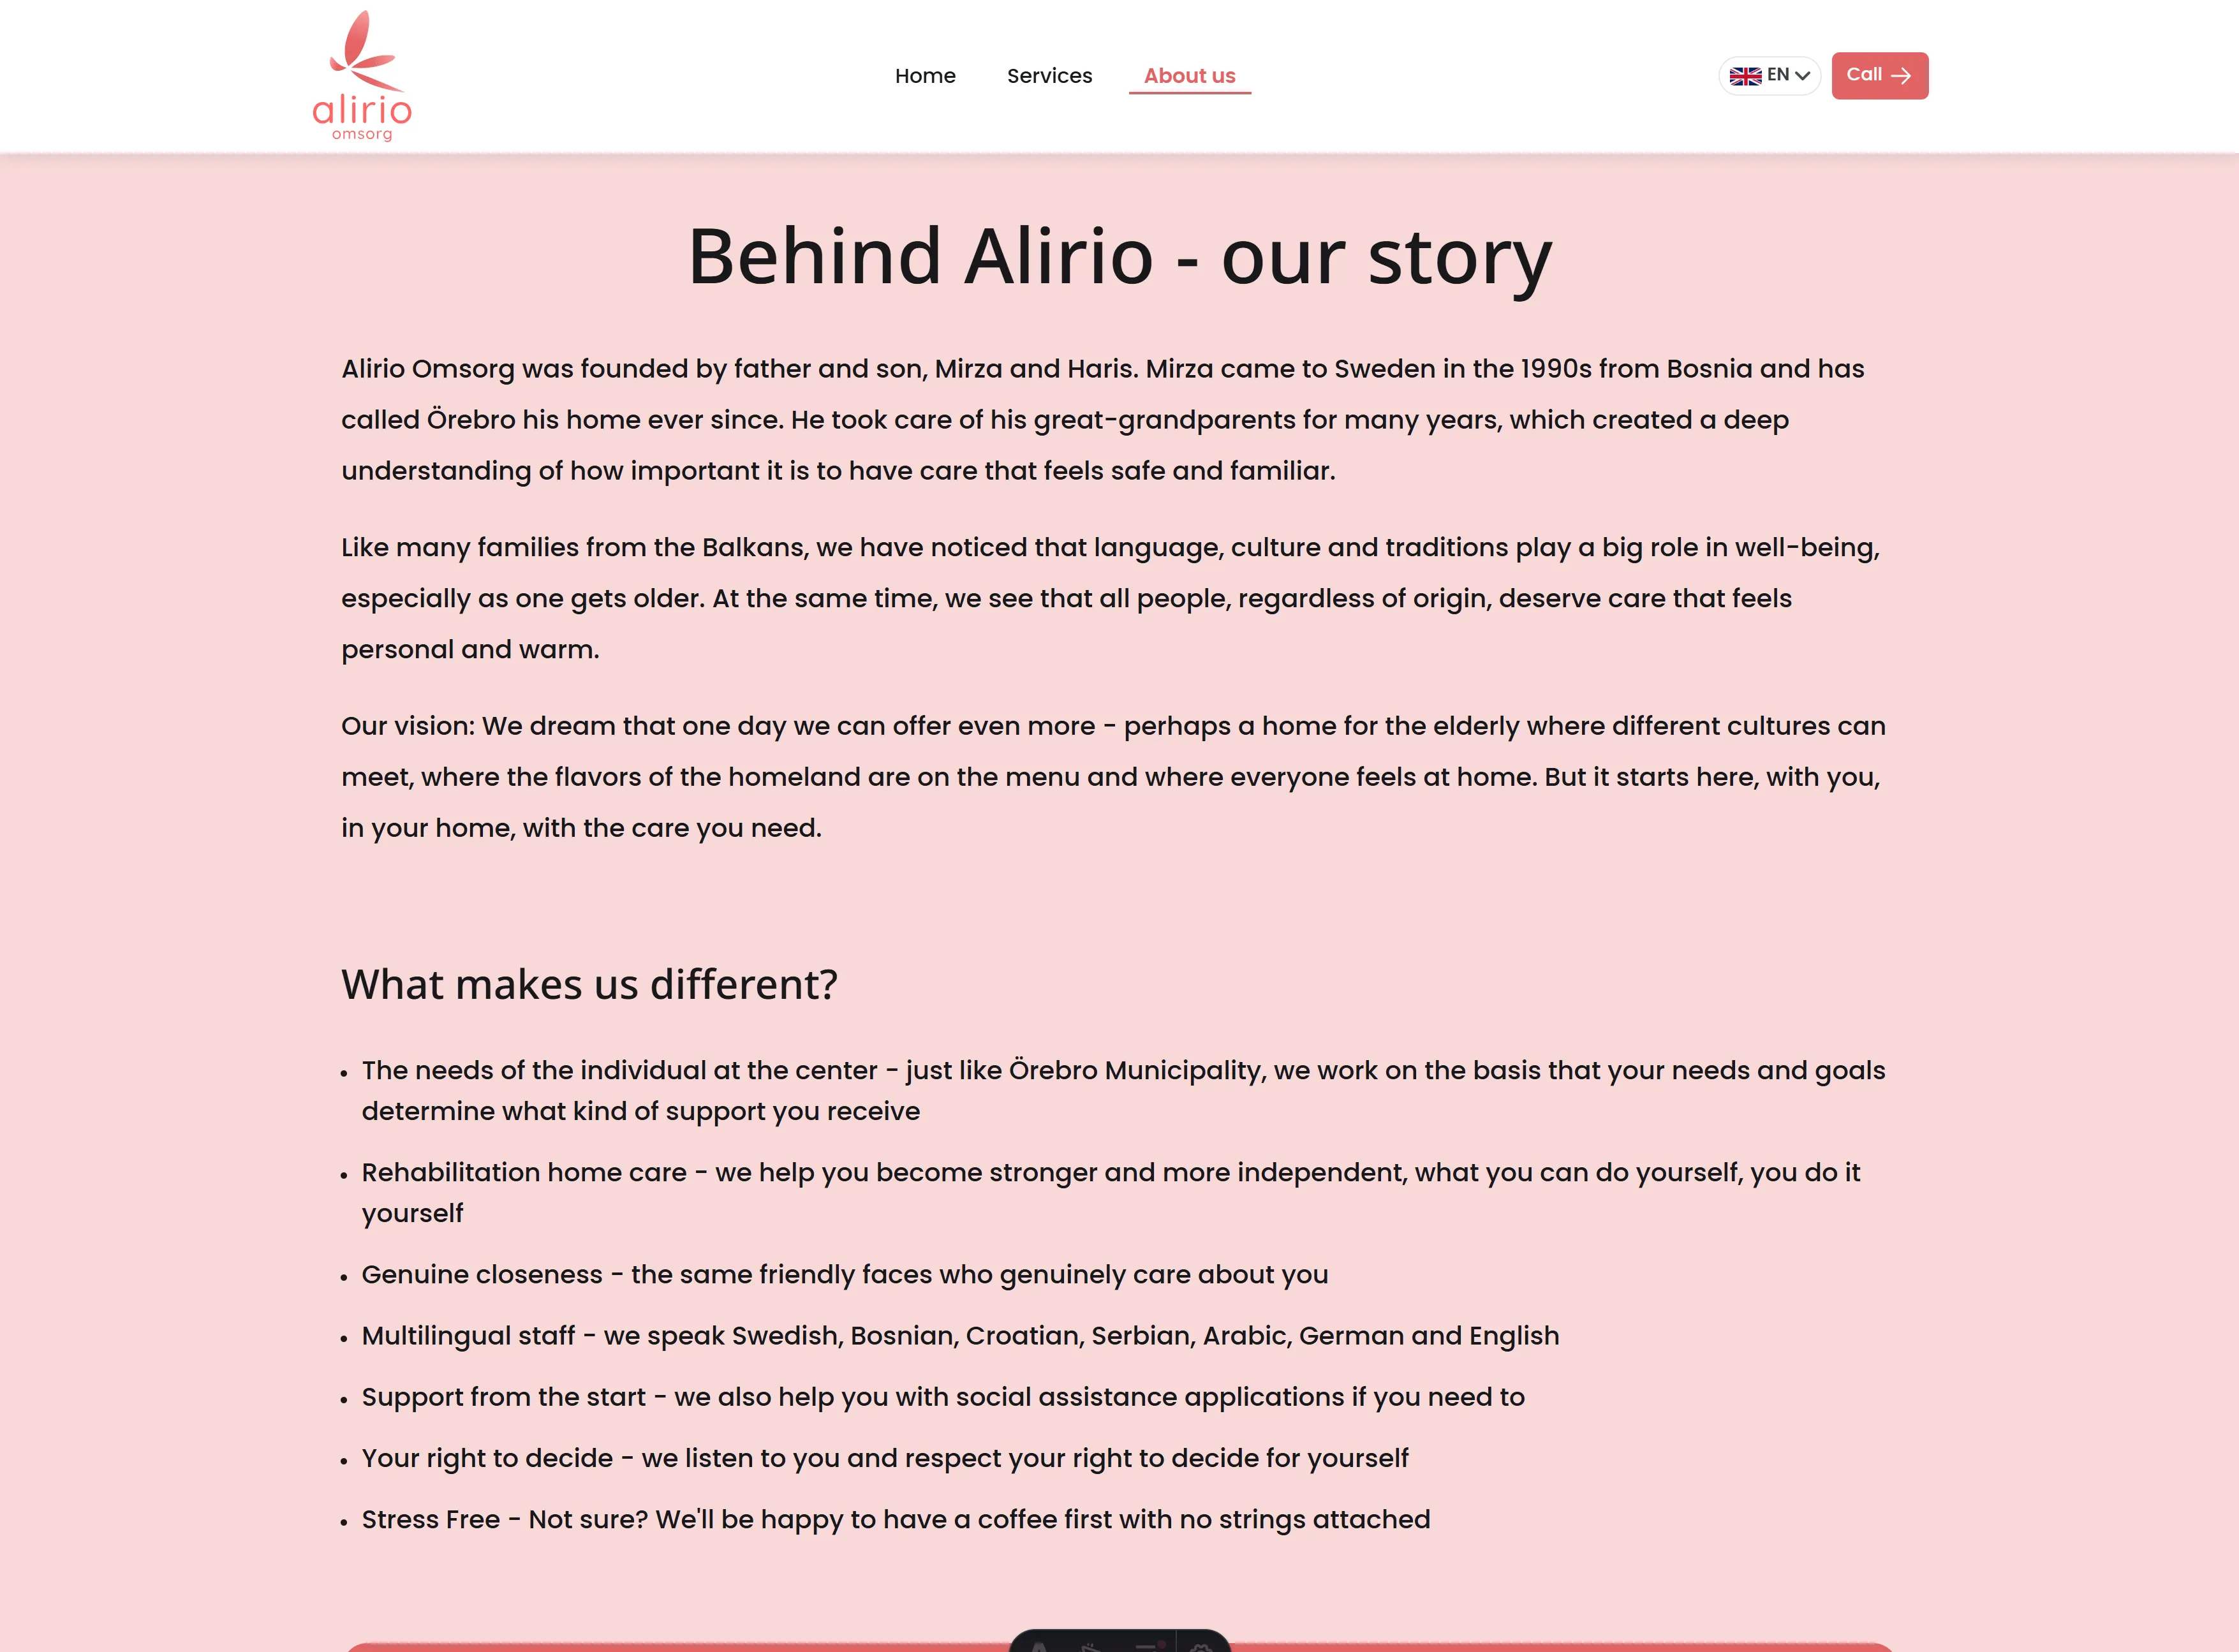 alirio
omsorg
Home
Services
About us
EN
Call
Behind Alirio - our story
Alirio Omsorg was founded by father and son, Mirza and Haris. Mirza came to Sweden in the 1990s from Bosnia and has
called Örebro his home ever since. He took care of his great-grandparents for many years, which created a deep
understanding of how important it is to have care that feels safe and familiar.
Like many families from the Balkans, we have noticed that language, culture and traditions play a big role in well-being,
especially as one gets older. At the same time, we see that all people, regardless of origin, deserve care that feels
personal and warm.
Our vision: We dream that one day we can offer even more - perhaps a home for the elderly where different cultures can
meet, where the flavors of the homeland are on the menu and where everyone feels at home. But it starts here, with you,
in your home, with the care you need.
What makes us different?
• The needs of the individual at the center - just like Örebro Municipality, we work on the basis that your needs and goals
determine what kind of support you receive
• Rehabilitation home care - we help you become stronger and more independent, what you can do yourself, you do it
yourself
• Genuine closeness - the same friendly faces who genuinely care about you
• Multilingual staff - we speak Swedish, Bosnian, Croatian, Serbian, Arabic, German and English
• Support from the start - we also help you with social assistance applications if you need to
• Your right to decide - we listen to you and respect your right to decide for yourself
• Stress Free - Not sure? We'll be happy to have a coffee first with no strings attached